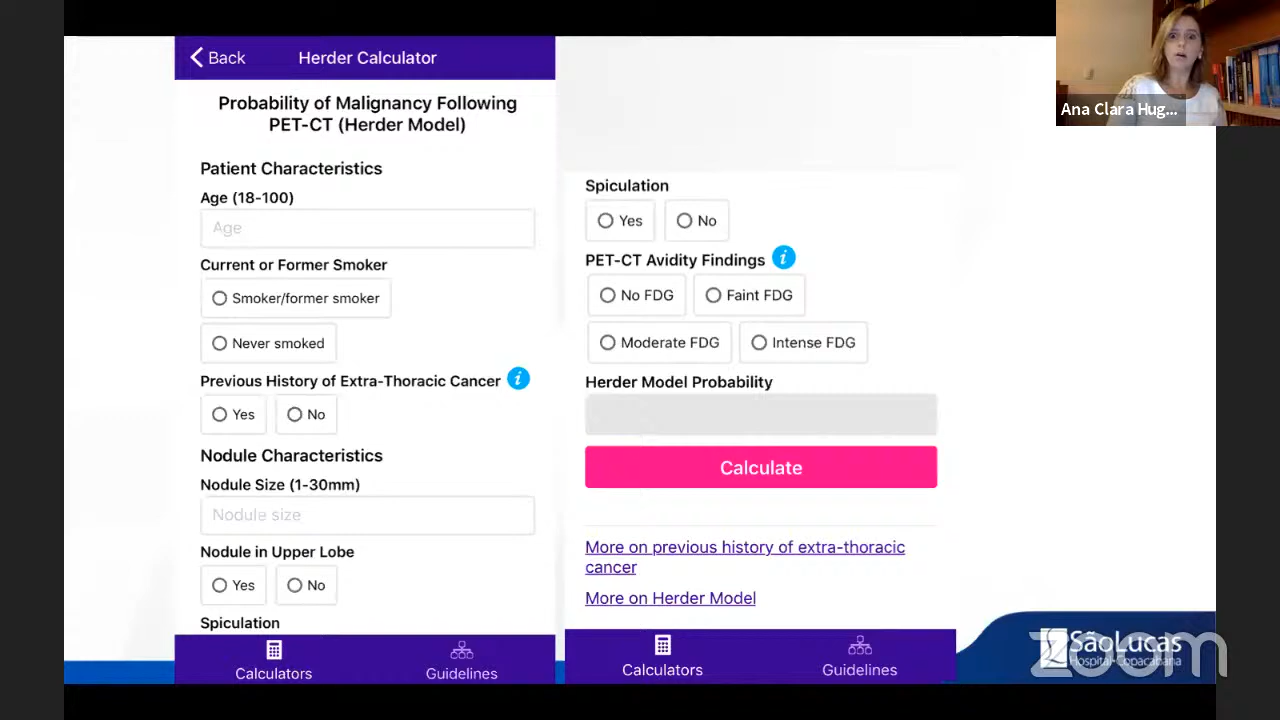 Back
Herder Calculator
Probability of Malignancy Following
PET-CT (Herder Model)
Patient Characteristics
Age (18-100)
Age
Current or Former Smoker
Smoker/former smoker
Never smoked
Previous History of Extra-Thoracic Cancer i
Yes No
Nodule Characteristics
Nodule Size (1-30mm)
Nodule size
Nodule in Upper Lobe
Yes No
Spiculation
Calculators Guidelines
Spiculation
Yes No
PET-CT Avidity Findings i
No FDG Faint FDG
Moderate FDG Intense FDG
Herder Model Probability
Calculate
More on previous history of extra-thoracic
cancer
More on Herder Model
Calculators Guidelines
Ana Clara Hug...
SãoLucas
Hospital-Copacabana
zoom